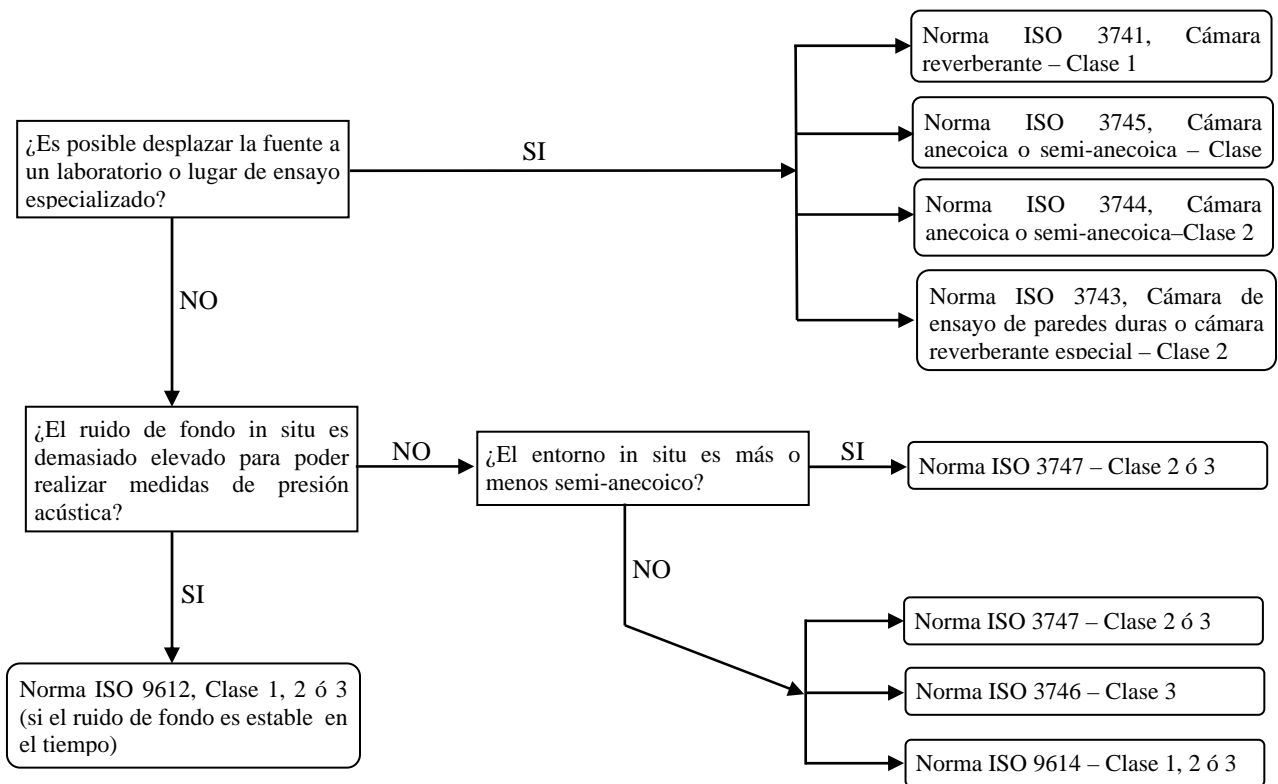 Norma ISO 3741, Cámara
reverberante – Clase 1
¿Es posible desplazar la fuente a
un laboratorio o lugar de ensayo
especializado?
SI
Norma ISO 3745, Cámara
anecoica o semi-anecoica – Clase
Norma ISO 3744, Cámara
anecoica o semi-anecoica–Clase 2
NO
Norma ISO 3743, Cámara de
ensayo de paredes duras o cámara
reverberante especial – Clase 2
¿El ruido de fondo in situ es
demasiado elevado para poder
realizar medidas de presión
acústica?
NO
¿El entorno in situ es más o
menos semi-anecoico?
SI
Norma ISO 3747 – Clase 2 ó 3
SI
NO
Norma ISO 3747 – Clase 2 ó 3
Norma ISO 3746 – Clase 3
Norma ISO 9614 – Clase 1, 2 ó 3
Norma ISO 9612, Clase 1, 2 ó 3
(si el ruido de fondo es estable en
el tiempo)